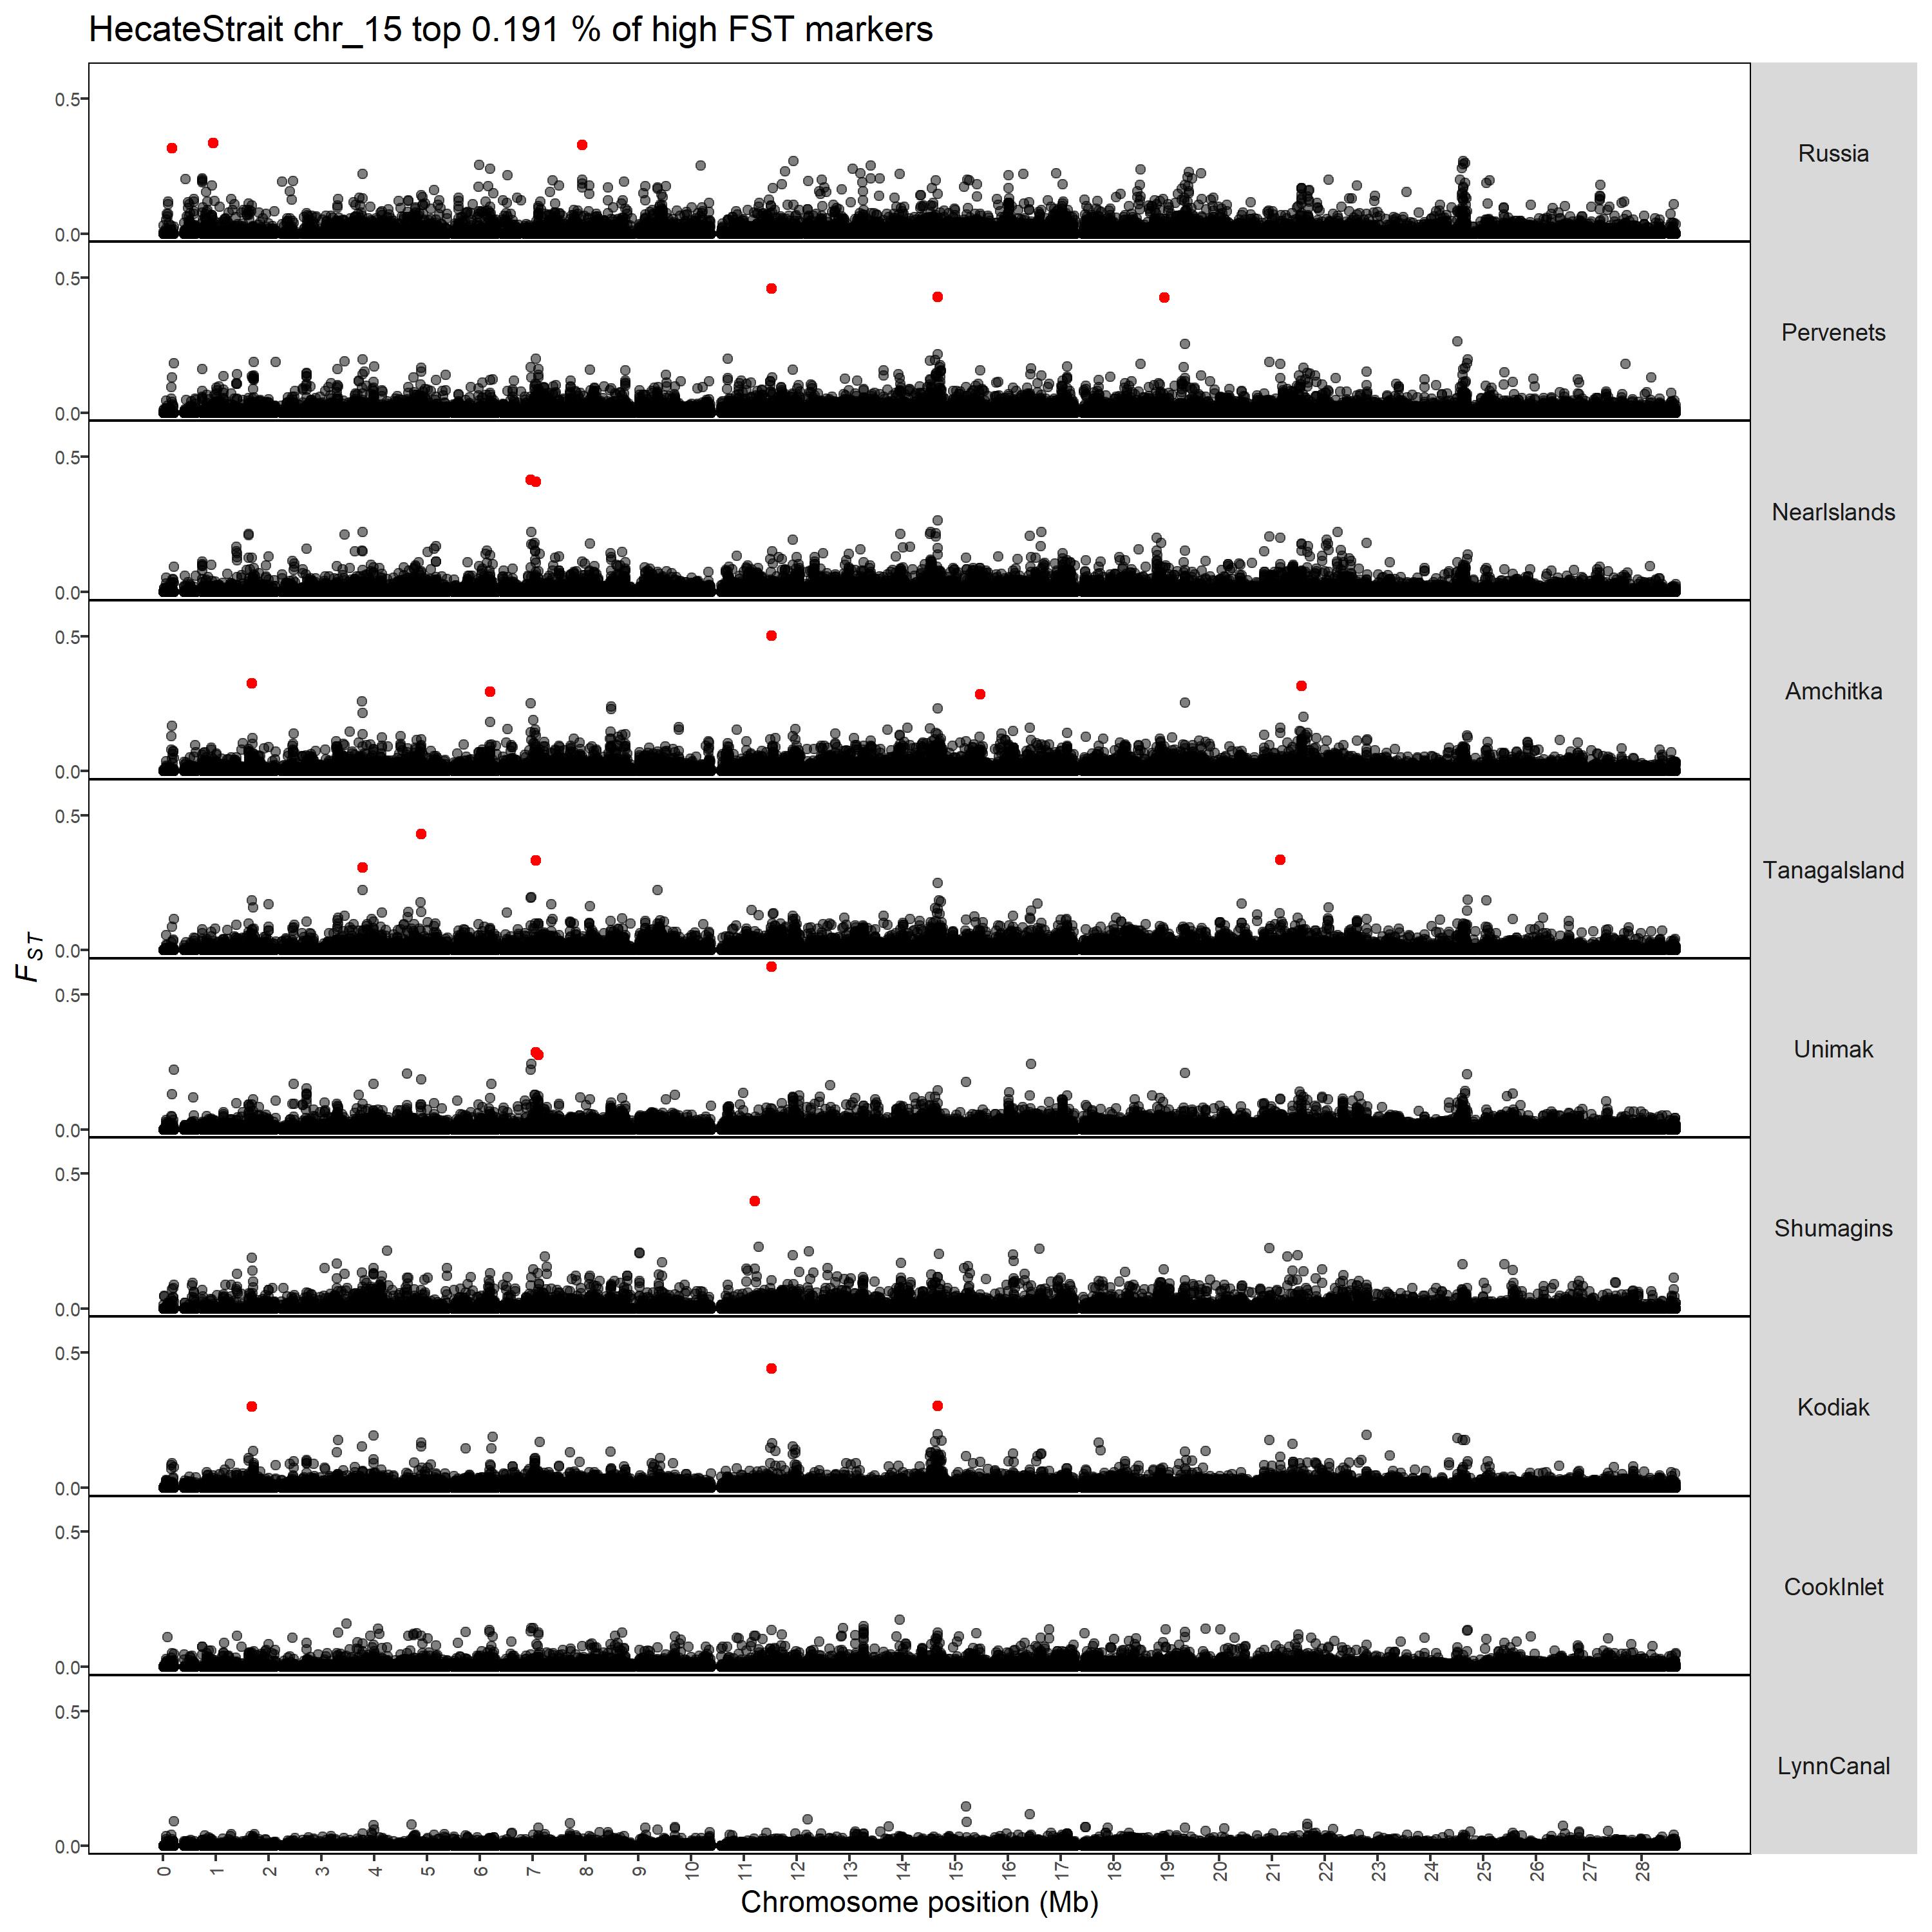 HecateStrait chr_15 top 0.191 % of high FST markers
0.5
0.0
Russia
0.5
0.0
Pervenets
0.5
0.0
NearIslands
0.5
0.0
Amchitka
0.5
0.0
TanagaIsland
0.5
0.0
Unimak
0.5
0.0
Shumagins
0.5
0.0
Kodiak
0.5
0.0
CookInlet
0.5
0.0
LynnCanal
FST
0 1 2 3 4 5 6 7 8 9 10 11 12 13 14 15 16 17 18 19 20 21 22 23 24 25 26 27 28
Chromosome position (Mb)